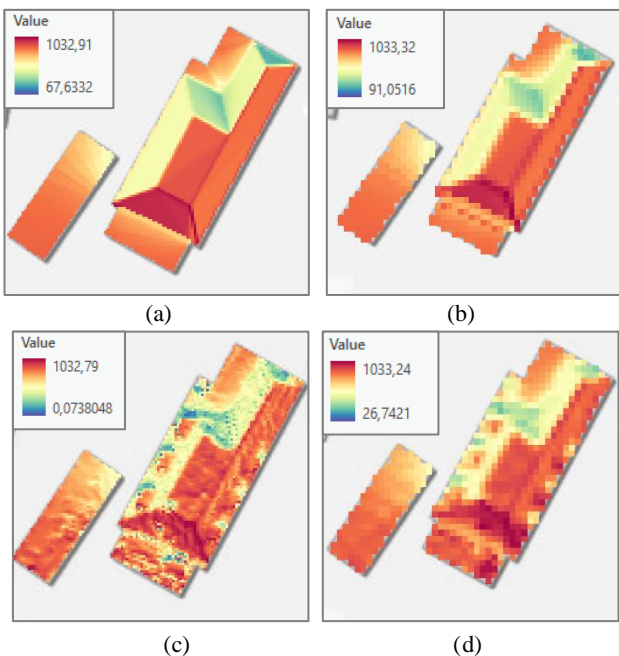 Value
1032,91
67,6332
(a)
Value
1033,32
91,0516
(b)
Value
1032,79
0,0738048
(c)
Value
1033,24
26,7421
(d)